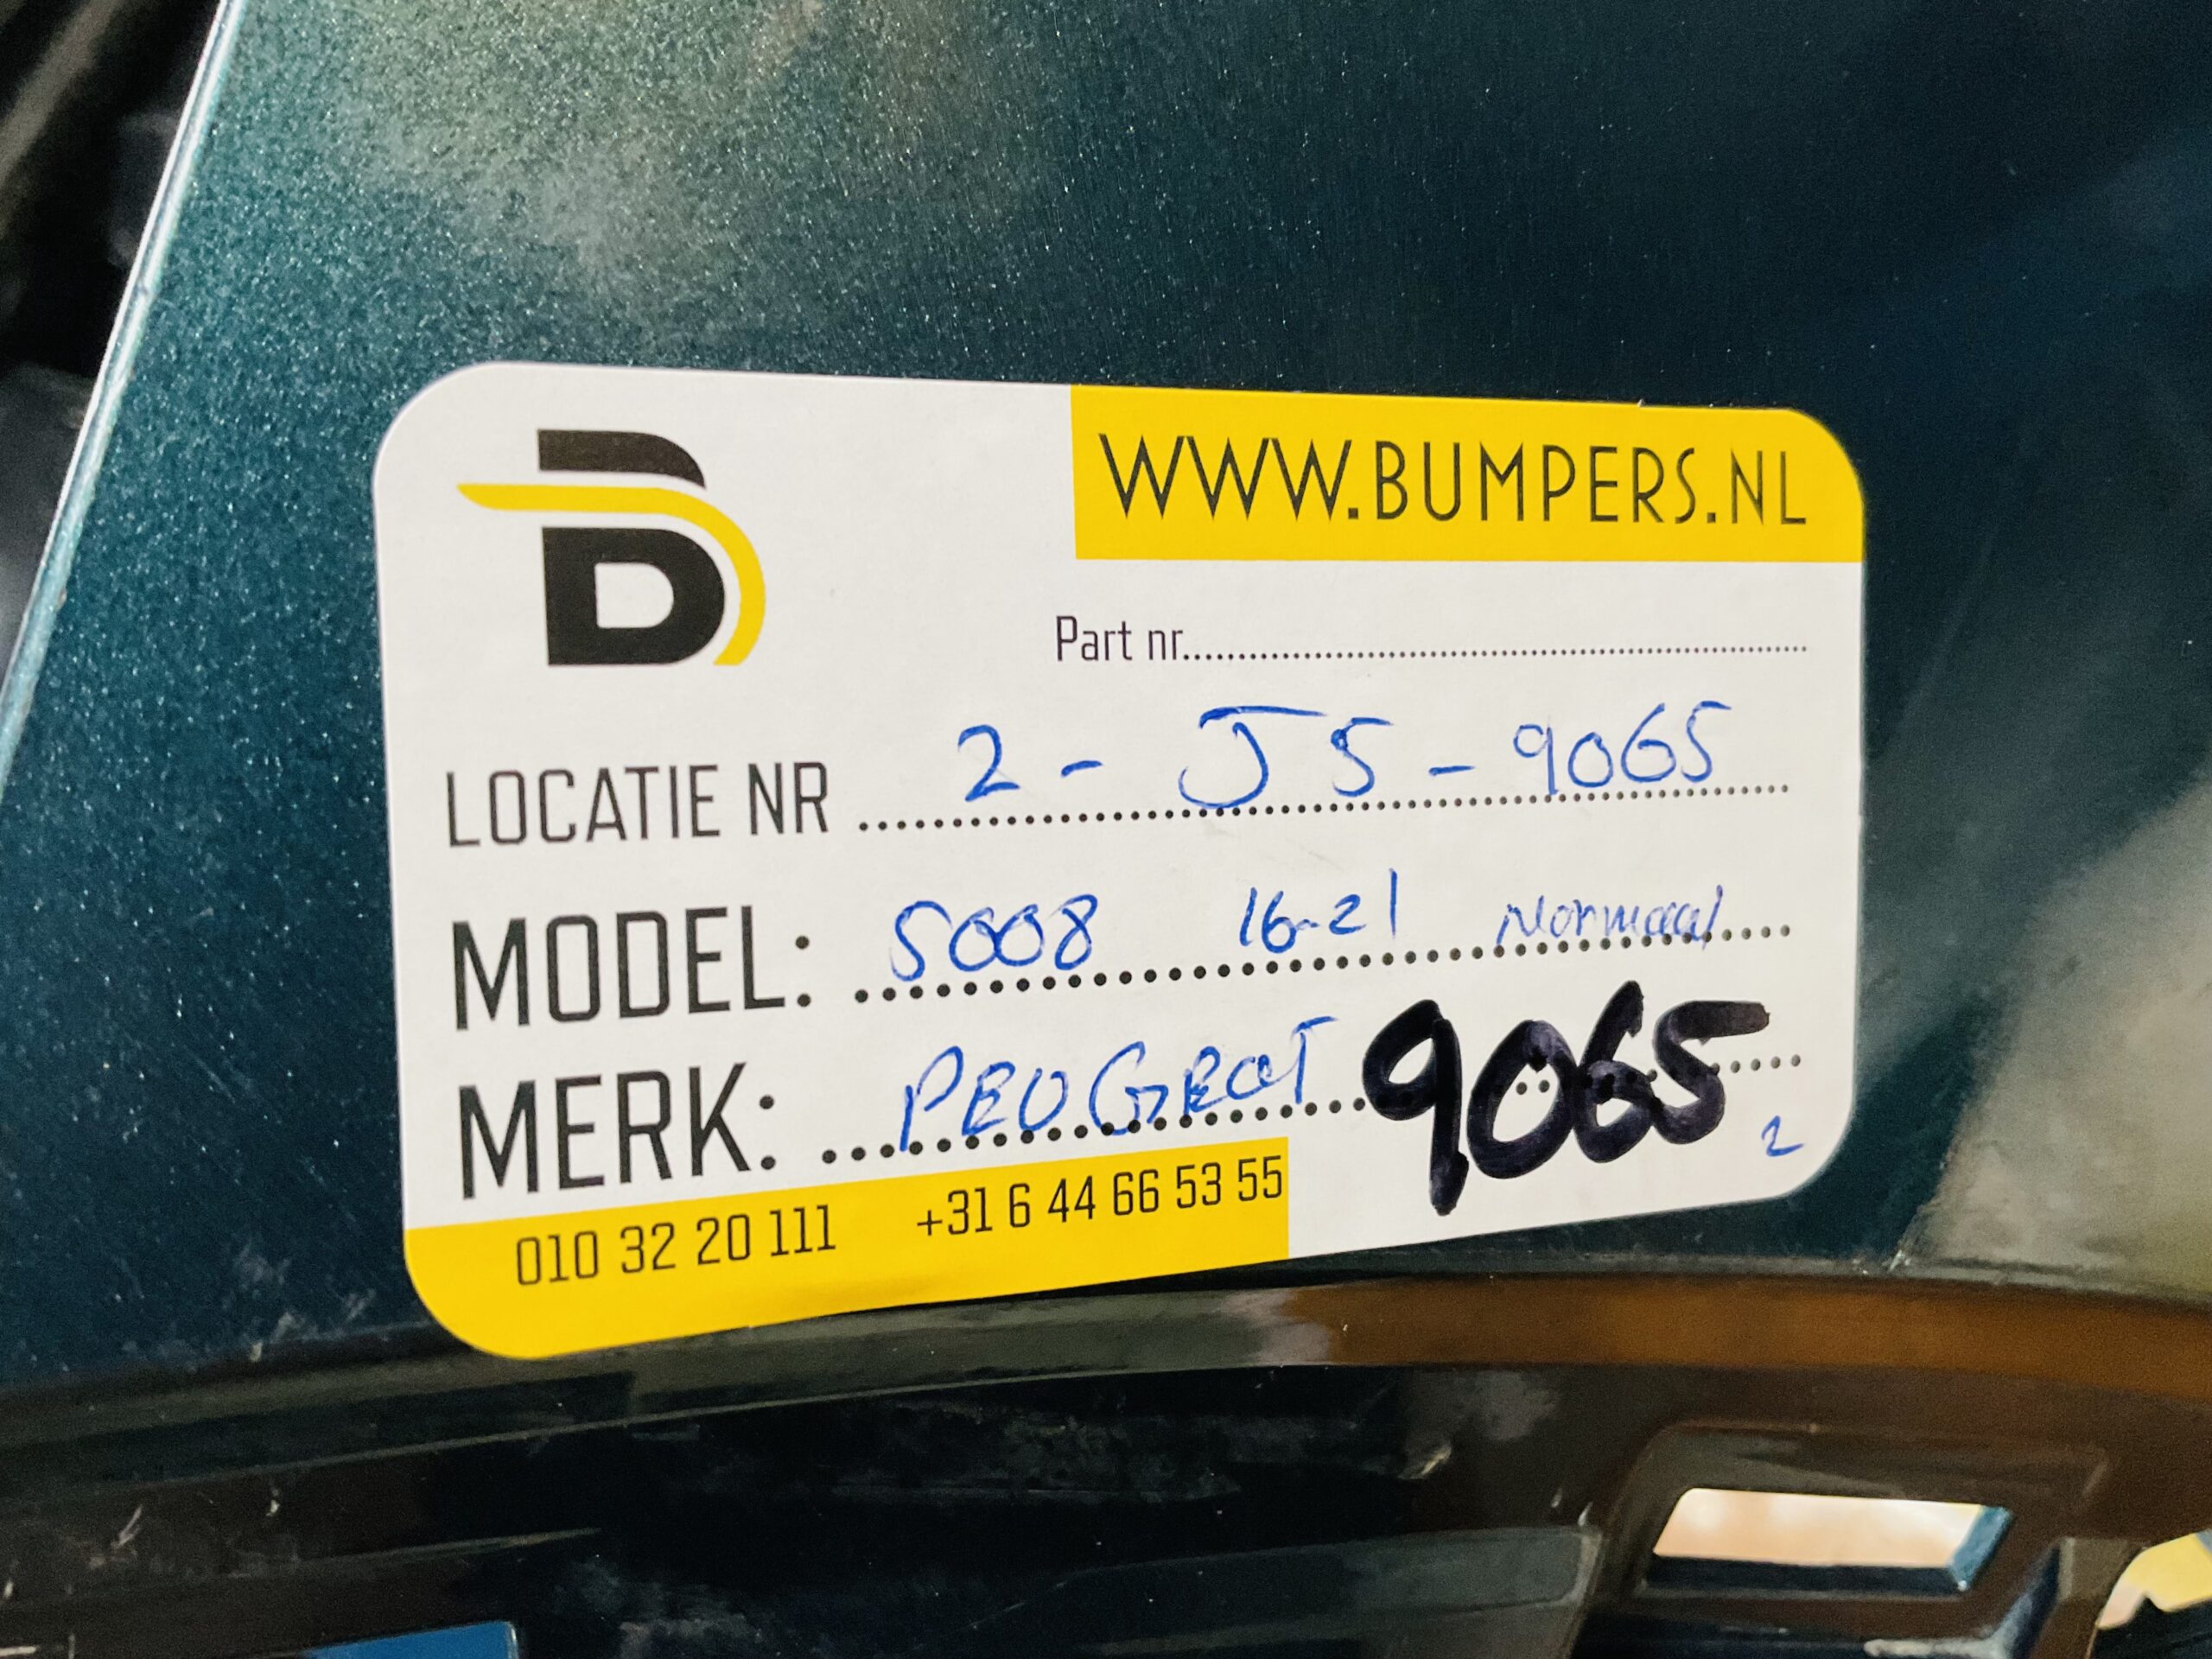 WWW.BUMPERS.NL
Part nr..........
LOCATIE NR 2 - J5 - 9065
MODEL: 5008 16-21 Normaal
MERK: PEUGEOT 9065
2
010 32 20 111 +31 6 44 66 53 55